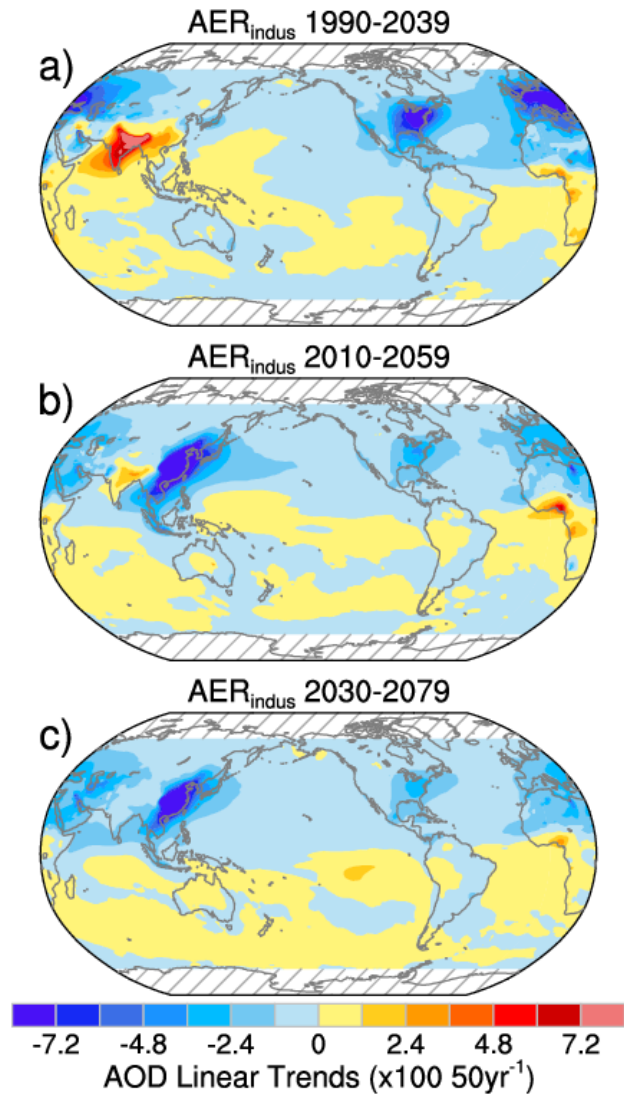 AERindus 1990-2039
a)
AERindus 2010-2059
b)
AERindus 2030-2079
c)
-7.2 -4.8 -2.4 0 2.4 4.8 7.2
AOD Linear Trends (x100 50yr⁻¹)